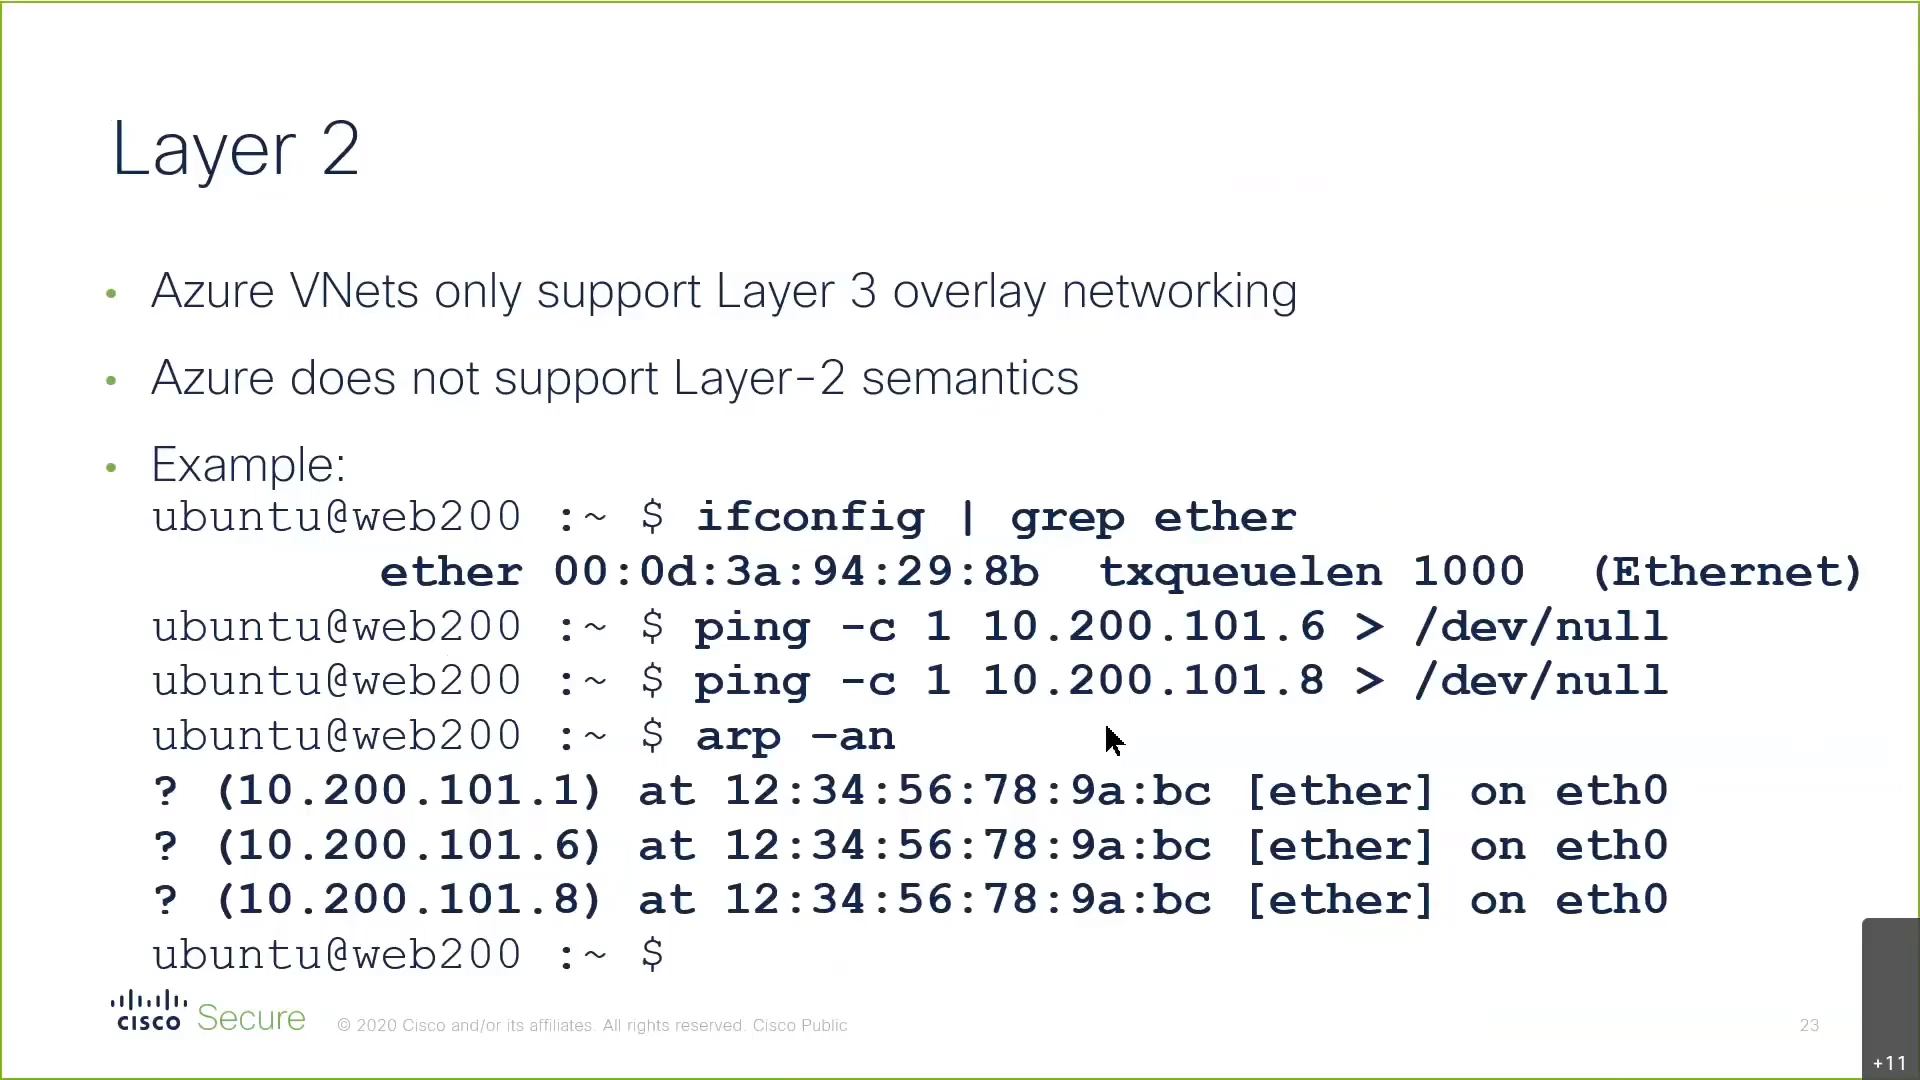 Layer 2
• Azure VNets only support Layer 3 overlay networking
• Azure does not support Layer-2 semantics
• Example:
ubuntu@web200 :~ $ ifconfig | grep ether
ether 00:0d:3a:94:29:8b txqueuelen 1000 (Ethernet)
ubuntu@web200 :~ $ ping -c 1 10.200.101.6 > /dev/null
ubuntu@web200 :~ $ ping -c 1 10.200.101.8 > /dev/null
ubuntu@web200 :~ $ arp –an
? (10.200.101.1) at 12:34:56:78:9a:bc [ether] on eth0
? (10.200.101.6) at 12:34:56:78:9a:bc [ether] on eth0
? (10.200.101.8) at 12:34:56:78:9a:bc [ether] on eth0
ubuntu@web200 :~ $
cisco Secure © 2020 Cisco and/or its affiliates. All rights reserved. Cisco Public 23
+11